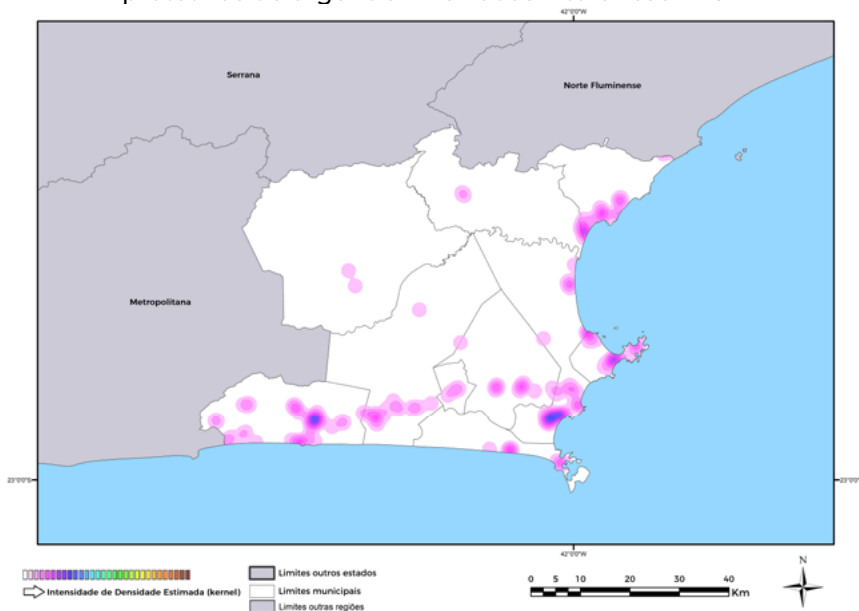 42°0'0"W
Serrana
Norte Fluminense
Metropolitana
23°0'0"S
23°0'0"
42°0'0"W
N
Limites outros estados
Intensidade de Densidade Estimada (kernel)
Limites municipais
Limites outras regiões
0 5 10 20 30 40
Km